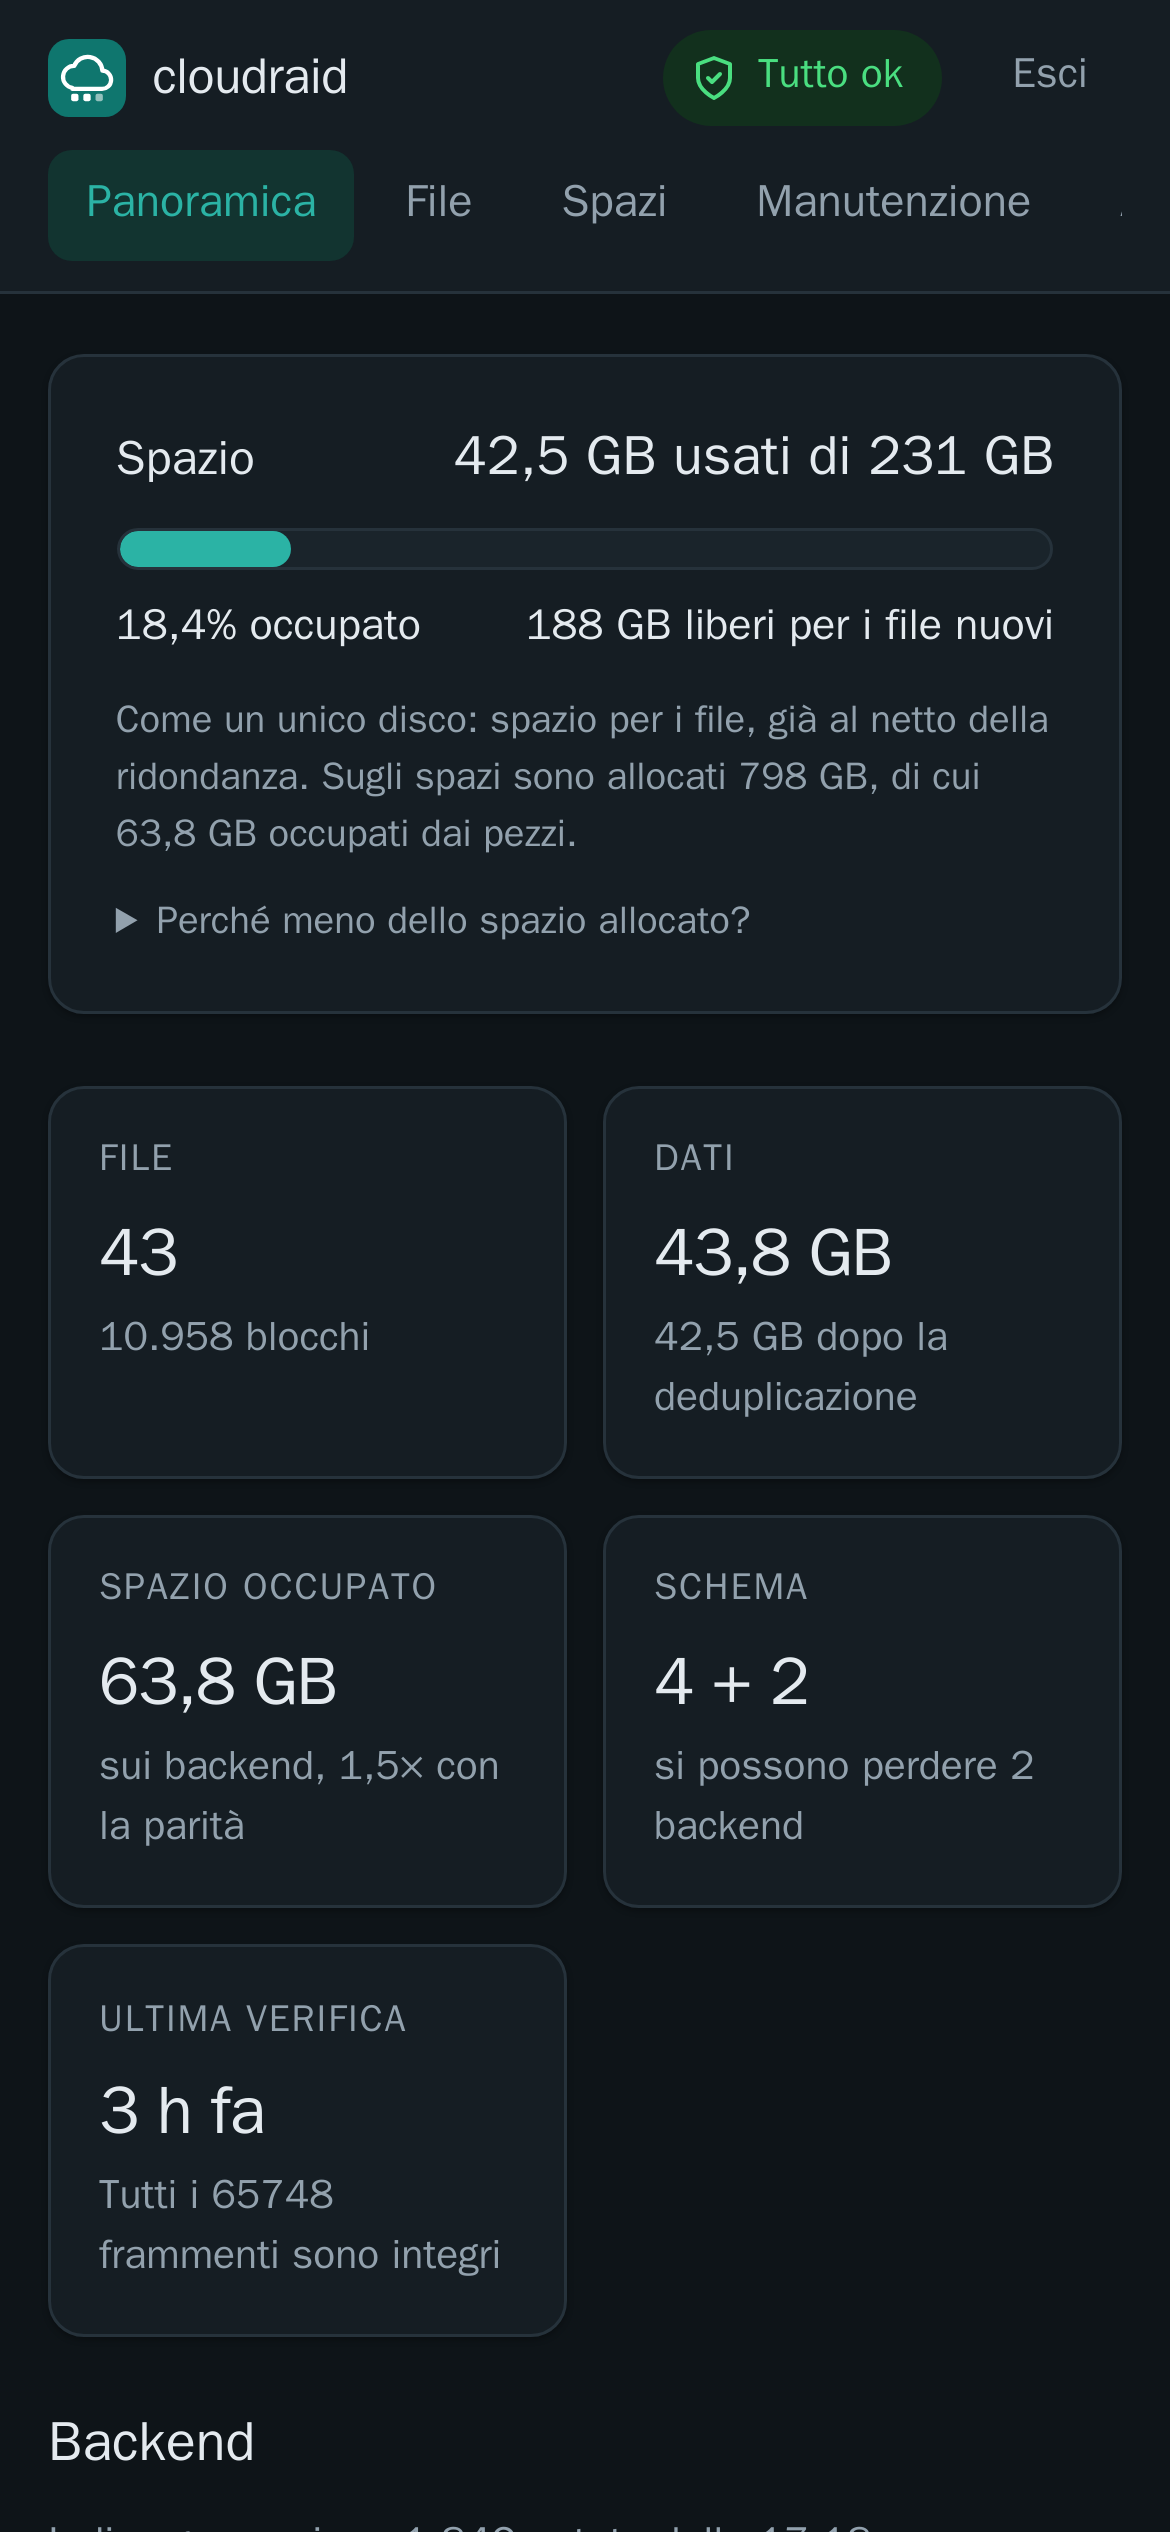 cloudraid
Tutto ok
Esci
Panoramica
File
Spazi
Manutenzione
Spazio
42,5 GB usati di 231 GB
18,4% occupato
188 GB liberi per i file nuovi
Come un unico disco: spazio per i file, già al netto della
ridondanza. Sugli spazi sono allocati 798 GB, di cui
63,8 GB occupati dai pezzi.
▶ Perché meno dello spazio allocato?
FILE
43
10.958 blocchi
DATI
43,8 GB
42,5 GB dopo la
deduplicazione
SPAZIO OCCUPATO
63,8 GB
sui backend, 1,5× con
la parità
SCHEMA
4 + 2
si possono perdere 2
backend
ULTIMA VERIFICA
3 h fa
Tutti i 65748
frammenti sono integri
Backend